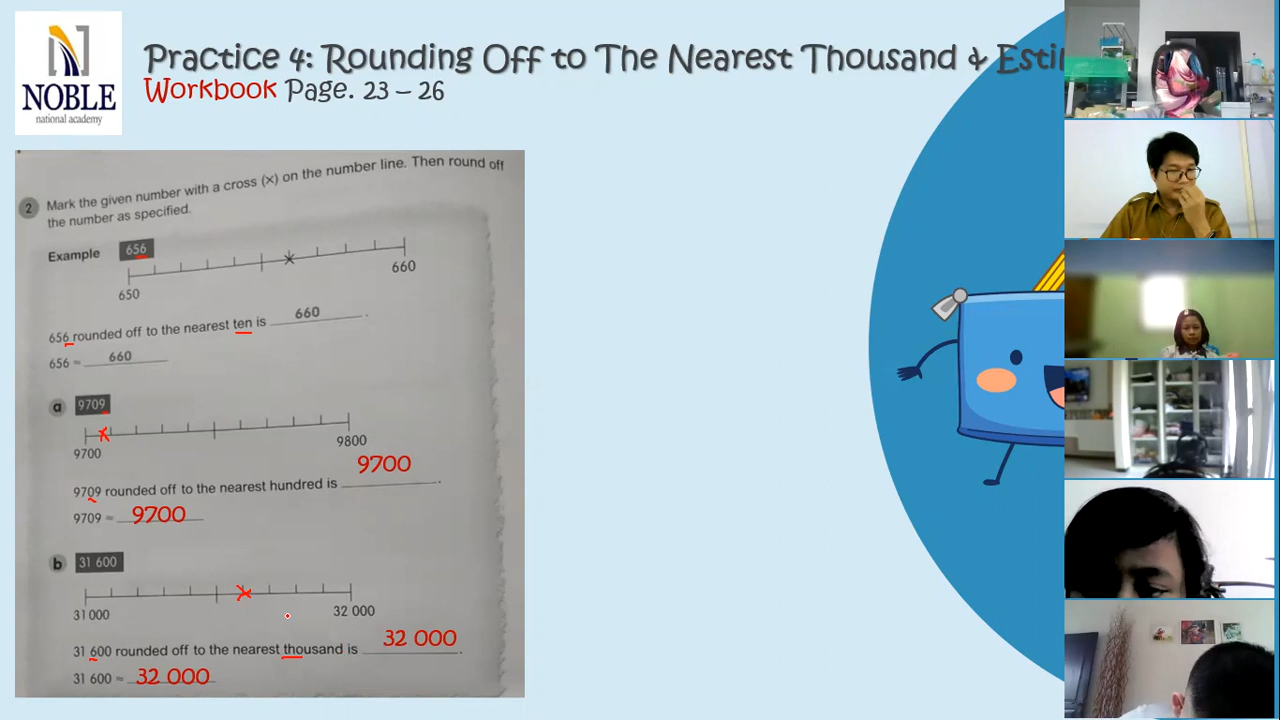 NOBLE
national academy
Practice 4: Rounding Off to The Nearest Thousand & Esti
Workbook Page. 23 – 26
2 Mark the given number with a cross (×) on the number line. Then round off
the number as specified.
Example 656
650 660
656 rounded off to the nearest ten is 660.
656 ≈ 660
a 9709
9700 9800
9709 rounded off to the nearest hundred is 9700.
9709 ≈ 9700
b 31 600
31 000 32 000
31 600 rounded off to the nearest thousand is 32 000.
31 600 ≈ 32 000